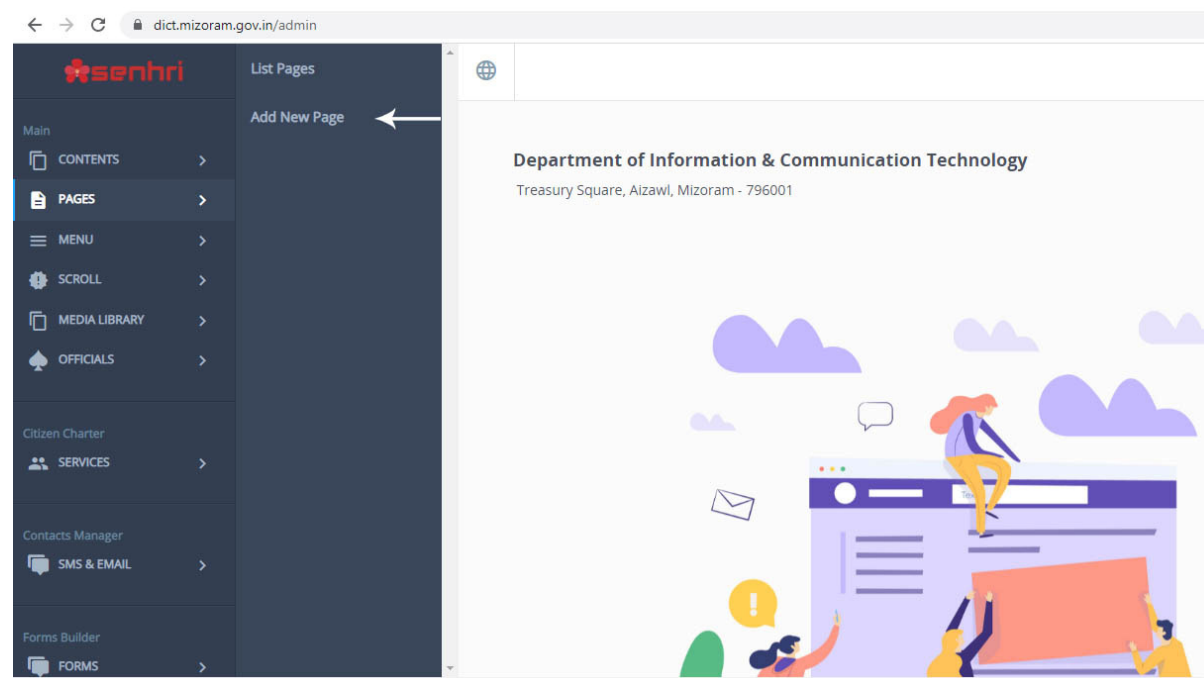 dict.mizoram.gov.in/admin
senhri
Main
CONTENTS
PAGES
MENU
SCROLL
MEDIA LIBRARY
OFFICIALS
Citizen Charter
SERVICES
Contacts Manager
SMS & EMAIL
Forms Builder
FORMS
List Pages
Add New Page
Department of Information & Communication Technology
Treasury Square, Aizawl, Mizoram - 796001